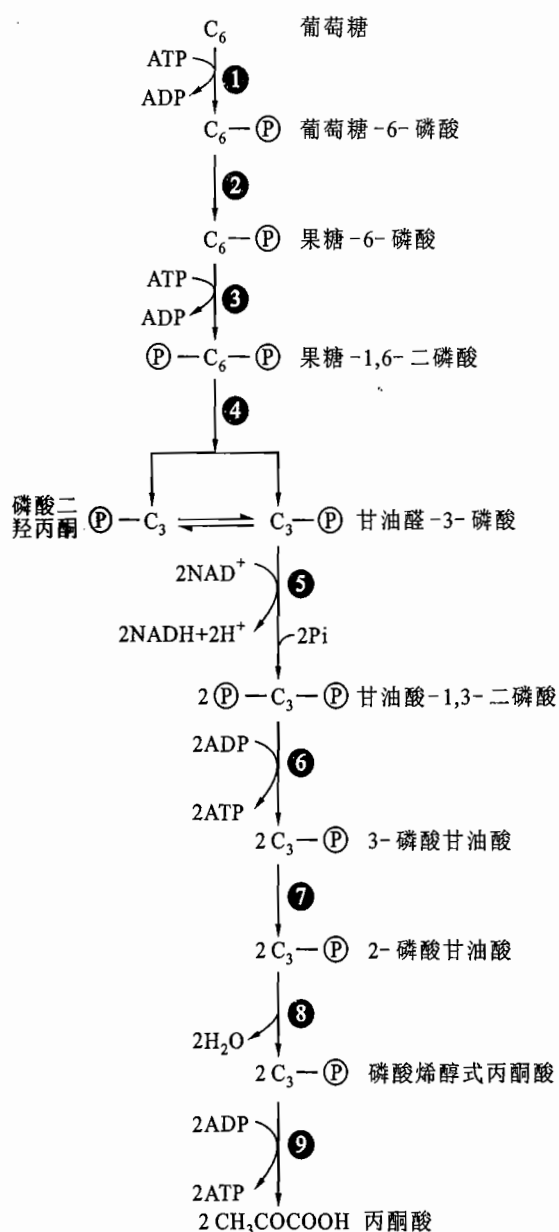 C₆ 葡萄糖
ATP
❶
ADP
C₆—Ⓟ 葡萄糖-6-磷酸
❷
C₆—Ⓟ 果糖-6-磷酸
ATP
❸
ADP
Ⓟ—C₆—Ⓟ 果糖-1,6-二磷酸
❹
磷酸二
羟丙酮 Ⓟ—C₃ C₃—Ⓟ 甘油醛-3-磷酸
2NAD⁺
❺
2NADH+2H⁺ 2Pi
2Ⓟ—C₃—Ⓟ 甘油酸-1,3-二磷酸
2ADP
❻
2ATP
2C₃—Ⓟ 3-磷酸甘油酸
❼
2C₃—Ⓟ 2-磷酸甘油酸
❽
2H₂O
2C₃—Ⓟ 磷酸烯醇式丙酮酸
2ADP
❾
2ATP
2 CH₃COCOOH 丙酮酸